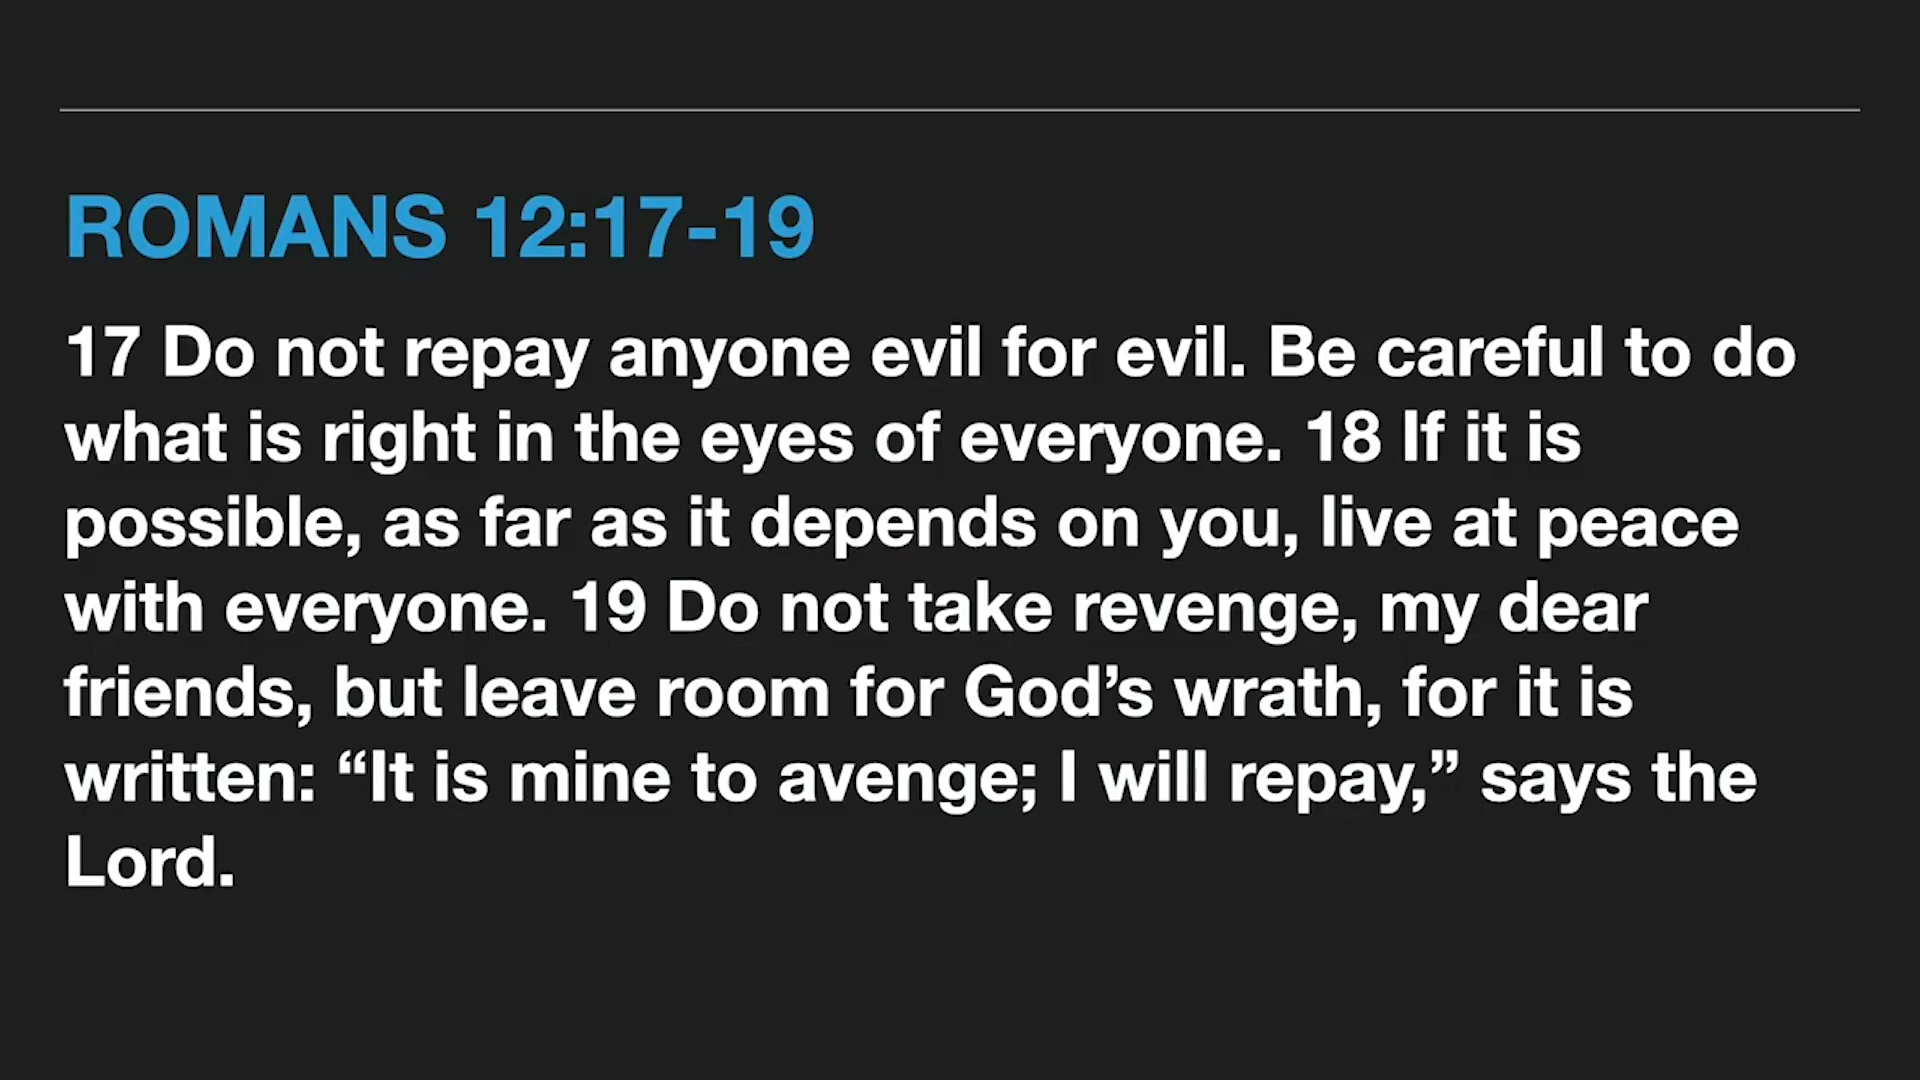 ROMANS 12:17-19
17 Do not repay anyone evil for evil. Be careful to do
what is right in the eyes of everyone. 18 If it is
possible, as far as it depends on you, live at peace
with everyone. 19 Do not take revenge, my dear
friends, but leave room for God’s wrath, for it is
written: “It is mine to avenge; I will repay,” says the
Lord.